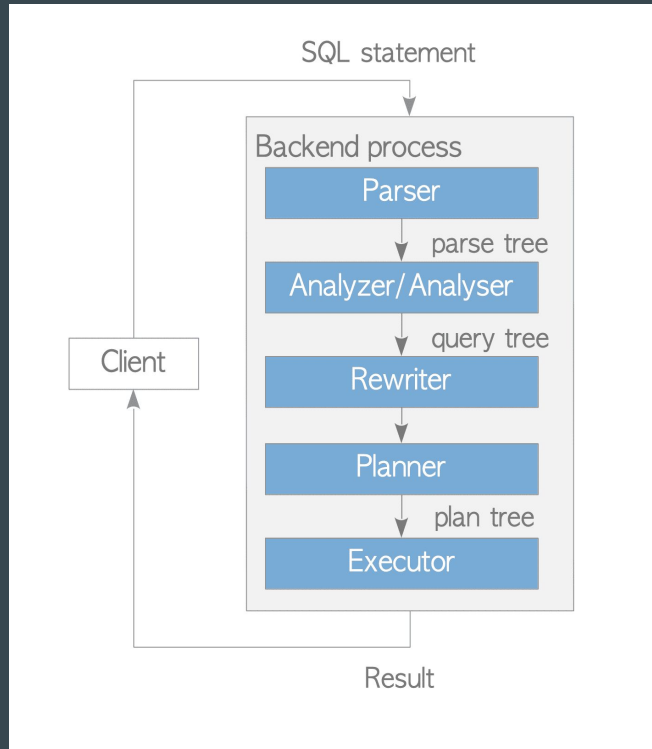 SQL statement
Backend process
Parser
parse tree
Analyzer/Analyser
query tree
Client
Rewriter
Planner
plan tree
Executor
Result